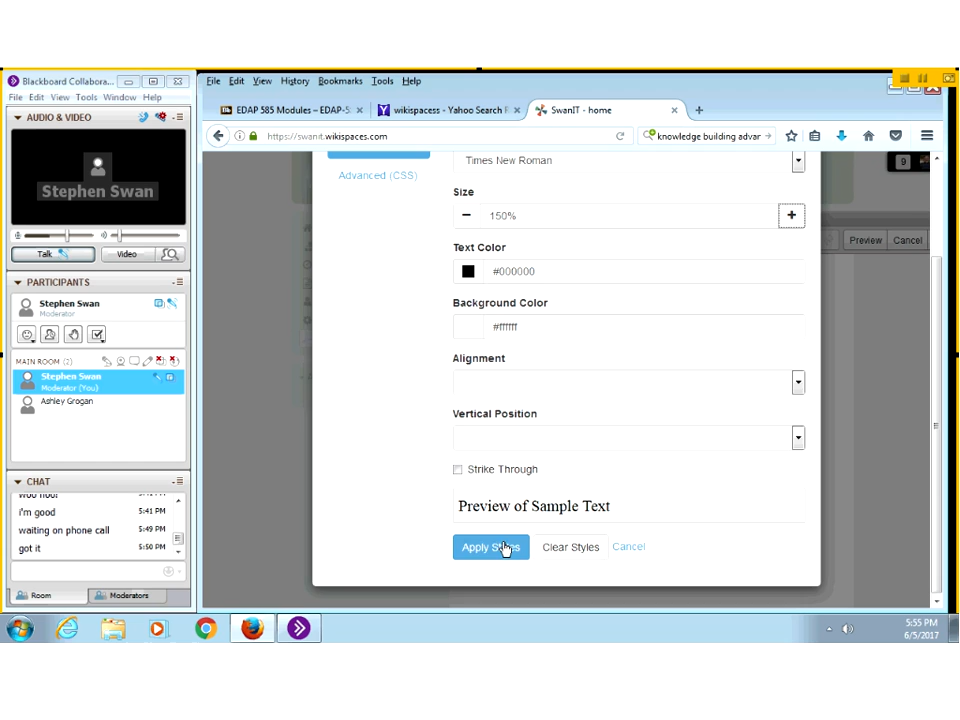 Blackboard Collabora...
File Edit View Tools Window Help
AUDIO & VIDEO
Stephen Swan
Talk
Video
PARTICIPANTS
Stephen Swan
Moderator
MAIN ROOM (2)
Stephen Swan
Moderator (You)
Ashley Grogan
CHAT
woo hoo!
i'm good 5:41 PM
waiting on phone call 5:49 PM
got it 5:50 PM
Room
Moderators
File Edit View History Bookmarks Tools Help
EDAP 585 Modules – EDAP-5
wikispacess - Yahoo Search R
SwanIT - home
https://swanit.wikispaces.com
knowledge building advar
9
Preview
Cancel
Advanced (CSS)
Times New Roman
Size
150%
Text Color
#000000
Background Color
#ffffff
Alignment
Vertical Position
Strike Through
Preview of Sample Text
Apply Styles
Clear Styles
Cancel
5:55 PM
6/5/2017